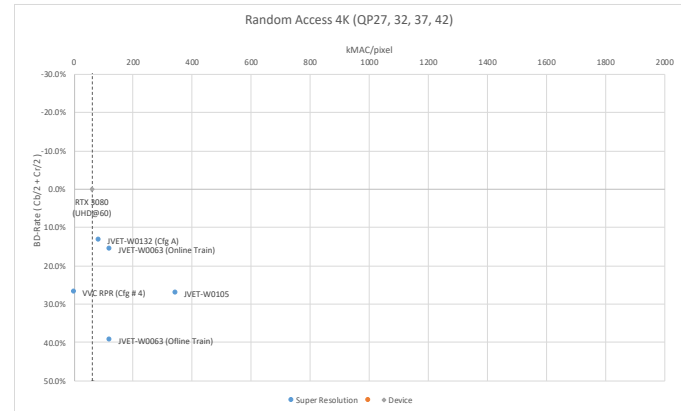 Random Access 4K (QP27, 32, 37, 42)
kMAC/pixel
0 200 400 600 800 1000 1200 1400 1600 1800 2000
-30.0%
-20.0%
-10.0%
0.0%
10.0%
20.0%
30.0%
40.0%
50.0%
BD-Rate ( Cb/2 + Cr/2 )
RTX 3080
(UHD@60)
JVET-W0132 (Cfg A)
JVET-W0063 (Online Train)
VVC RPR (Cfg # 4)
JVET-W0105
JVET-W0063 (Ofline Train)
Super Resolution
Device